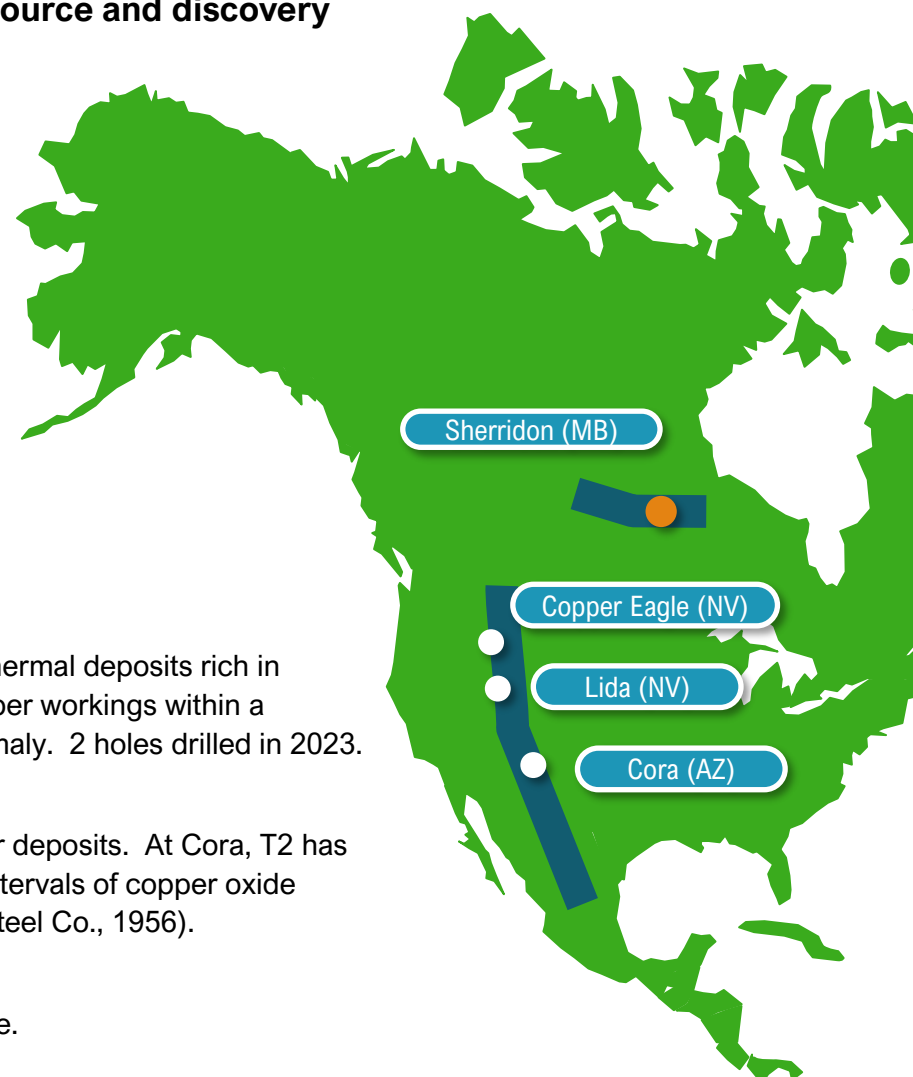 ource and discovery
Sherridon (MB)
Copper Eagle (NV)
Lida (NV)
Cora (AZ)
hermal deposits rich in
per workings within a
maly.  2 holes drilled in 2023.
r deposits.  At Cora, T2 has
tervals of copper oxide
teel Co., 1956).
e.